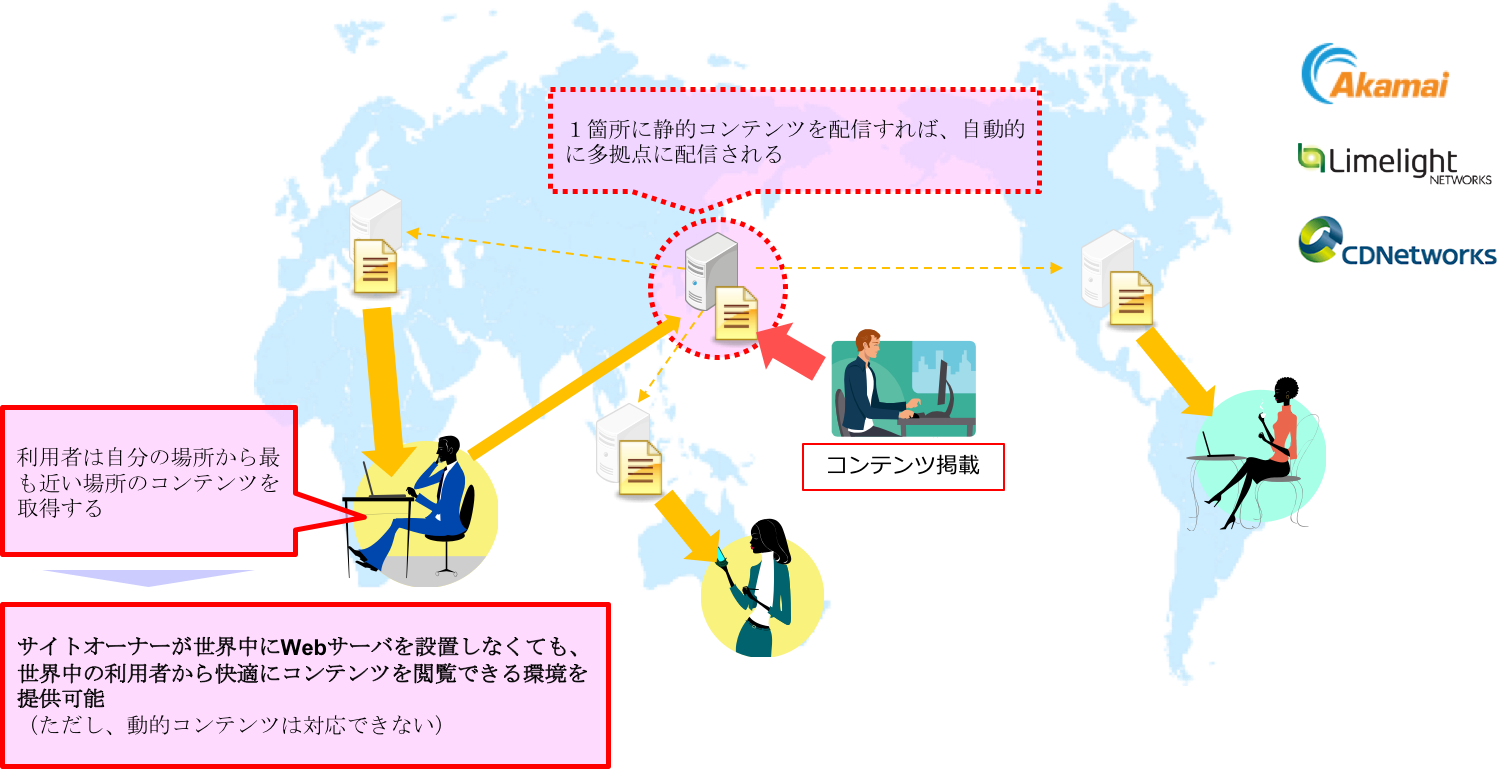 １箇所に静的コンテンツを配信すれば、自動的
に多拠点に配信される
Akamai
Limelight
NETWORKS
CDNetworks
コンテンツ掲載
利用者は自分の場所から最
も近い場所のコンテンツを
取得する
サイトオーナーが世界中にWebサーバを設置しなくても、
世界中の利用者から快適にコンテンツを閲覧できる環境を
提供可能
（ただし、動的コンテンツは対応できない）